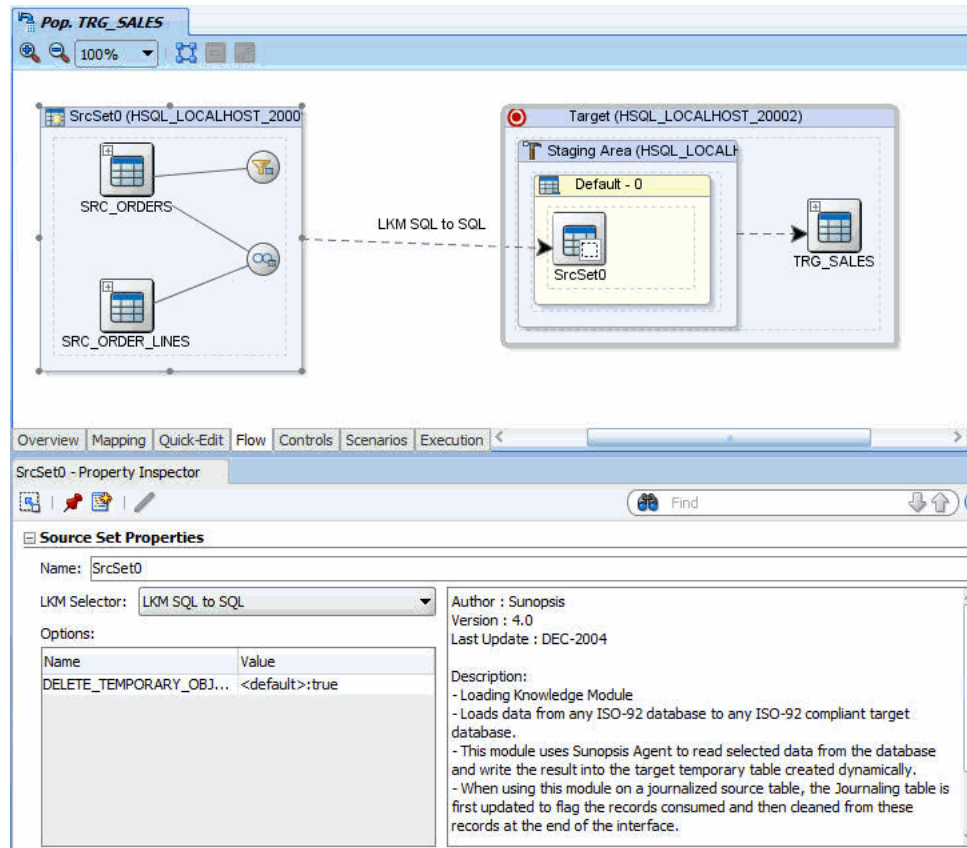 Pop. TRG_SALES
100%
SrcSet0 (HSQL_LOCALHOST_2000
SRC_ORDERS
SRC_ORDER_LINES
LKM SQL to SQL
Target (HSQL_LOCALHOST_20002)
Staging Area (HSQL_LOCALH
Default - 0
SrcSet0
TRG_SALES
Overview Mapping Quick-Edit Flow Controls Scenarios Execution
SrcSet0 - Property Inspector
Find
Source Set Properties
Name: SrcSet0
LKM Selector: LKM SQL to SQL
Options:
Name Value
DELETE_TEMPORARY_OBJ... <default>:true
Author : Sunopsis
Version : 4.0
Last Update : DEC-2004
Description:
- Loading Knowledge Module
- Loads data from any ISO-92 database to any ISO-92 compliant target
database.
- This module uses Sunopsis Agent to read selected data from the database
and write the result into the target temporary table created dynamically.
- When using this module on a journalized source table, the Journaling table is
first updated to flag the records consumed and then cleaned from these
records at the end of the interface.